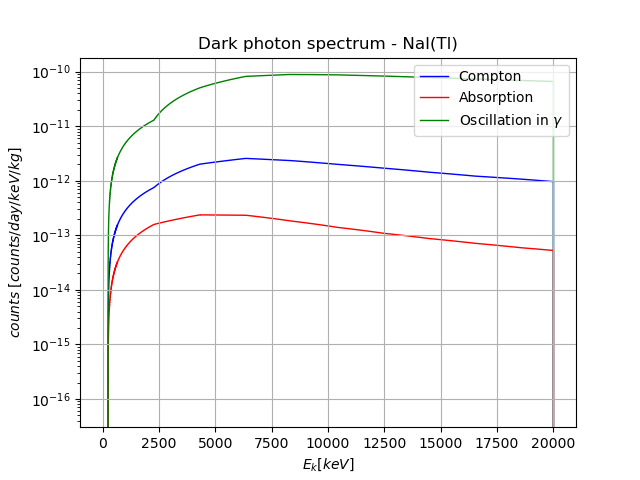 Dark photon spectrum - NaI(Tl)
Compton
Absorption
Oscillation in γ
10⁻¹⁰
10⁻¹¹
10⁻¹²
10⁻¹³
10⁻¹⁴
10⁻¹⁵
10⁻¹⁶
counts [counts/day/keV/kg]
0 2500 5000 7500 10000 12500 15000 17500 20000
Eₖ[keV]